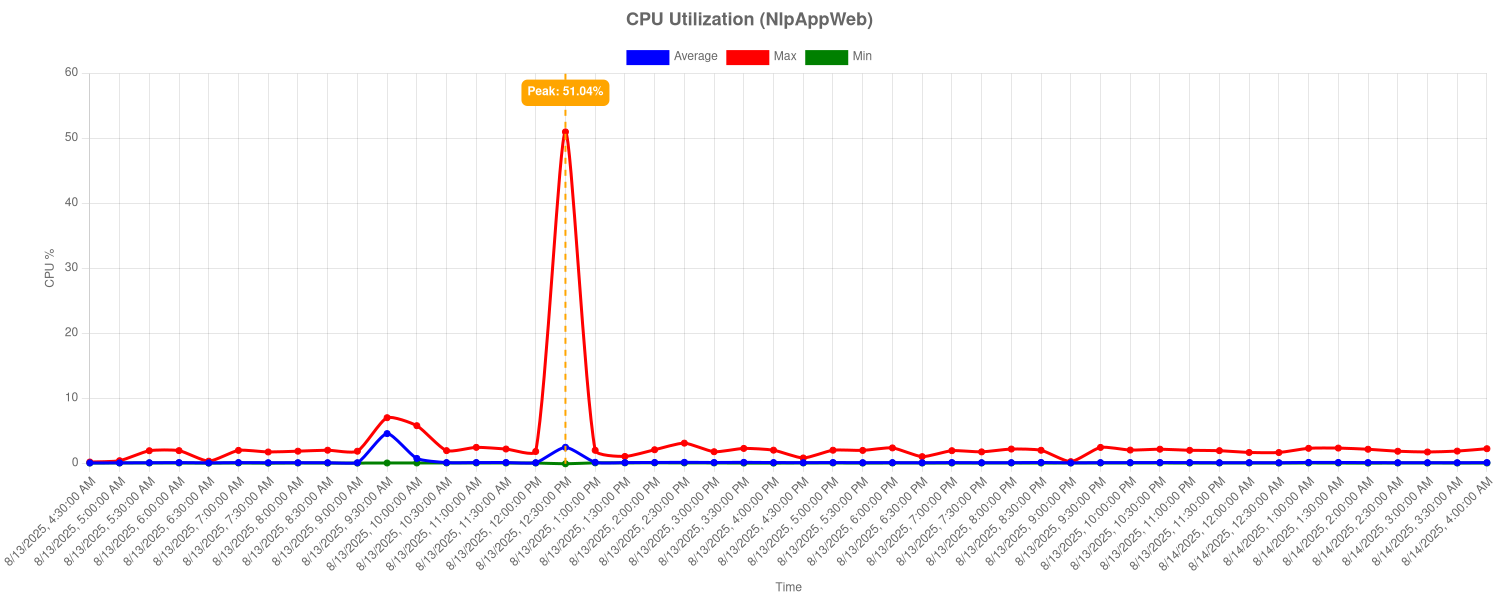 CPU Utilization (NlpAppWeb)
Average Max Min
Peak: 51.04%
60
50
40
30
20
10
0
CPU %
8/13/2025, 4:30:00 AM
8/13/2025, 5:00:00 AM
8/13/2025, 5:30:00 AM
8/13/2025, 6:00:00 AM
8/13/2025, 6:30:00 AM
8/13/2025, 7:00:00 AM
8/13/2025, 7:30:00 AM
8/13/2025, 8:00:00 AM
8/13/2025, 8:30:00 AM
8/13/2025, 9:00:00 AM
8/13/2025, 9:30:00 AM
8/13/2025, 10:00:00 AM
8/13/2025, 10:30:00 AM
8/13/2025, 11:00:00 AM
8/13/2025, 11:30:00 AM
8/13/2025, 12:00:00 PM
8/13/2025, 12:30:00 PM
8/13/2025, 1:00:00 PM
8/13/2025, 1:30:00 PM
8/13/2025, 2:00:00 PM
8/13/2025, 2:30:00 PM
8/13/2025, 3:00:00 PM
8/13/2025, 3:30:00 PM
8/13/2025, 4:00:00 PM
8/13/2025, 4:30:00 PM
8/13/2025, 5:00:00 PM
8/13/2025, 5:30:00 PM
8/13/2025, 6:00:00 PM
8/13/2025, 6:30:00 PM
8/13/2025, 7:00:00 PM
8/13/2025, 7:30:00 PM
8/13/2025, 8:00:00 PM
8/13/2025, 8:30:00 PM
8/13/2025, 9:00:00 PM
8/13/2025, 9:30:00 PM
8/13/2025, 10:00:00 PM
8/13/2025, 10:30:00 PM
8/13/2025, 11:00:00 PM
8/13/2025, 11:30:00 PM
8/14/2025, 12:00:00 AM
8/14/2025, 12:30:00 AM
8/14/2025, 1:00:00 AM
8/14/2025, 1:30:00 AM
8/14/2025, 2:00:00 AM
8/14/2025, 2:30:00 AM
8/14/2025, 3:00:00 AM
8/14/2025, 3:30:00 AM
8/14/2025, 4:00:00 AM
Time